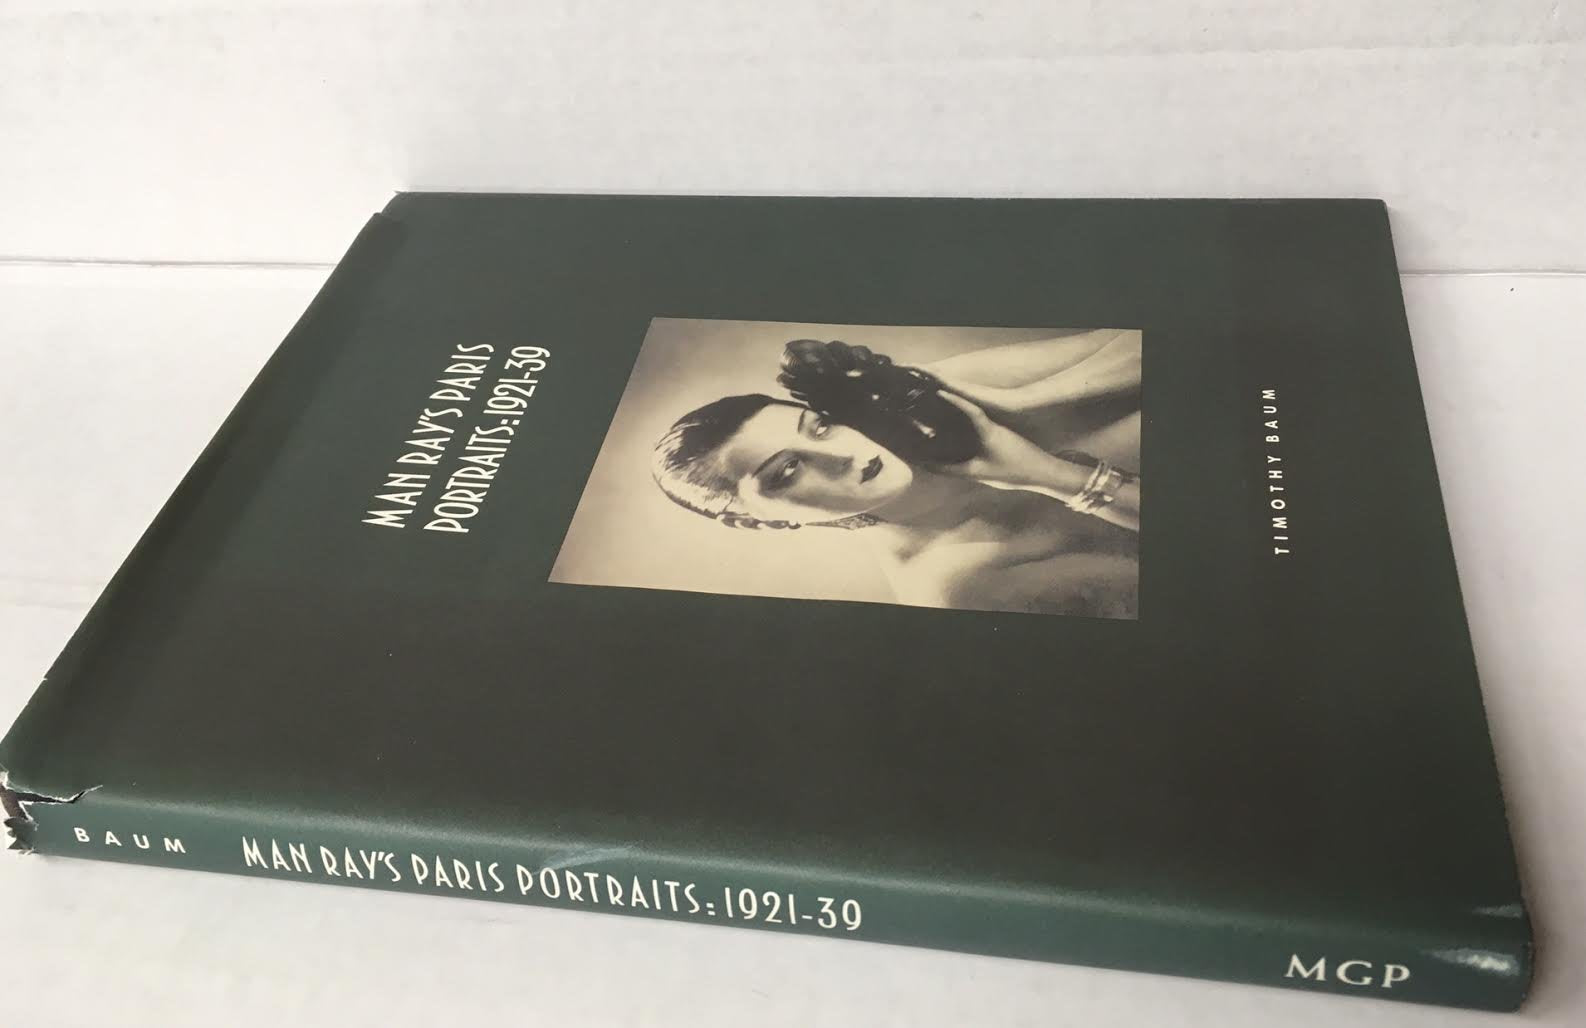 MAN RAY'S PARIS
PORTRAITS: 1921-39
TIMOTHY BAUM
BAUM MAN RAY'S PARIS PORTRAITS: 1921-39 MGP